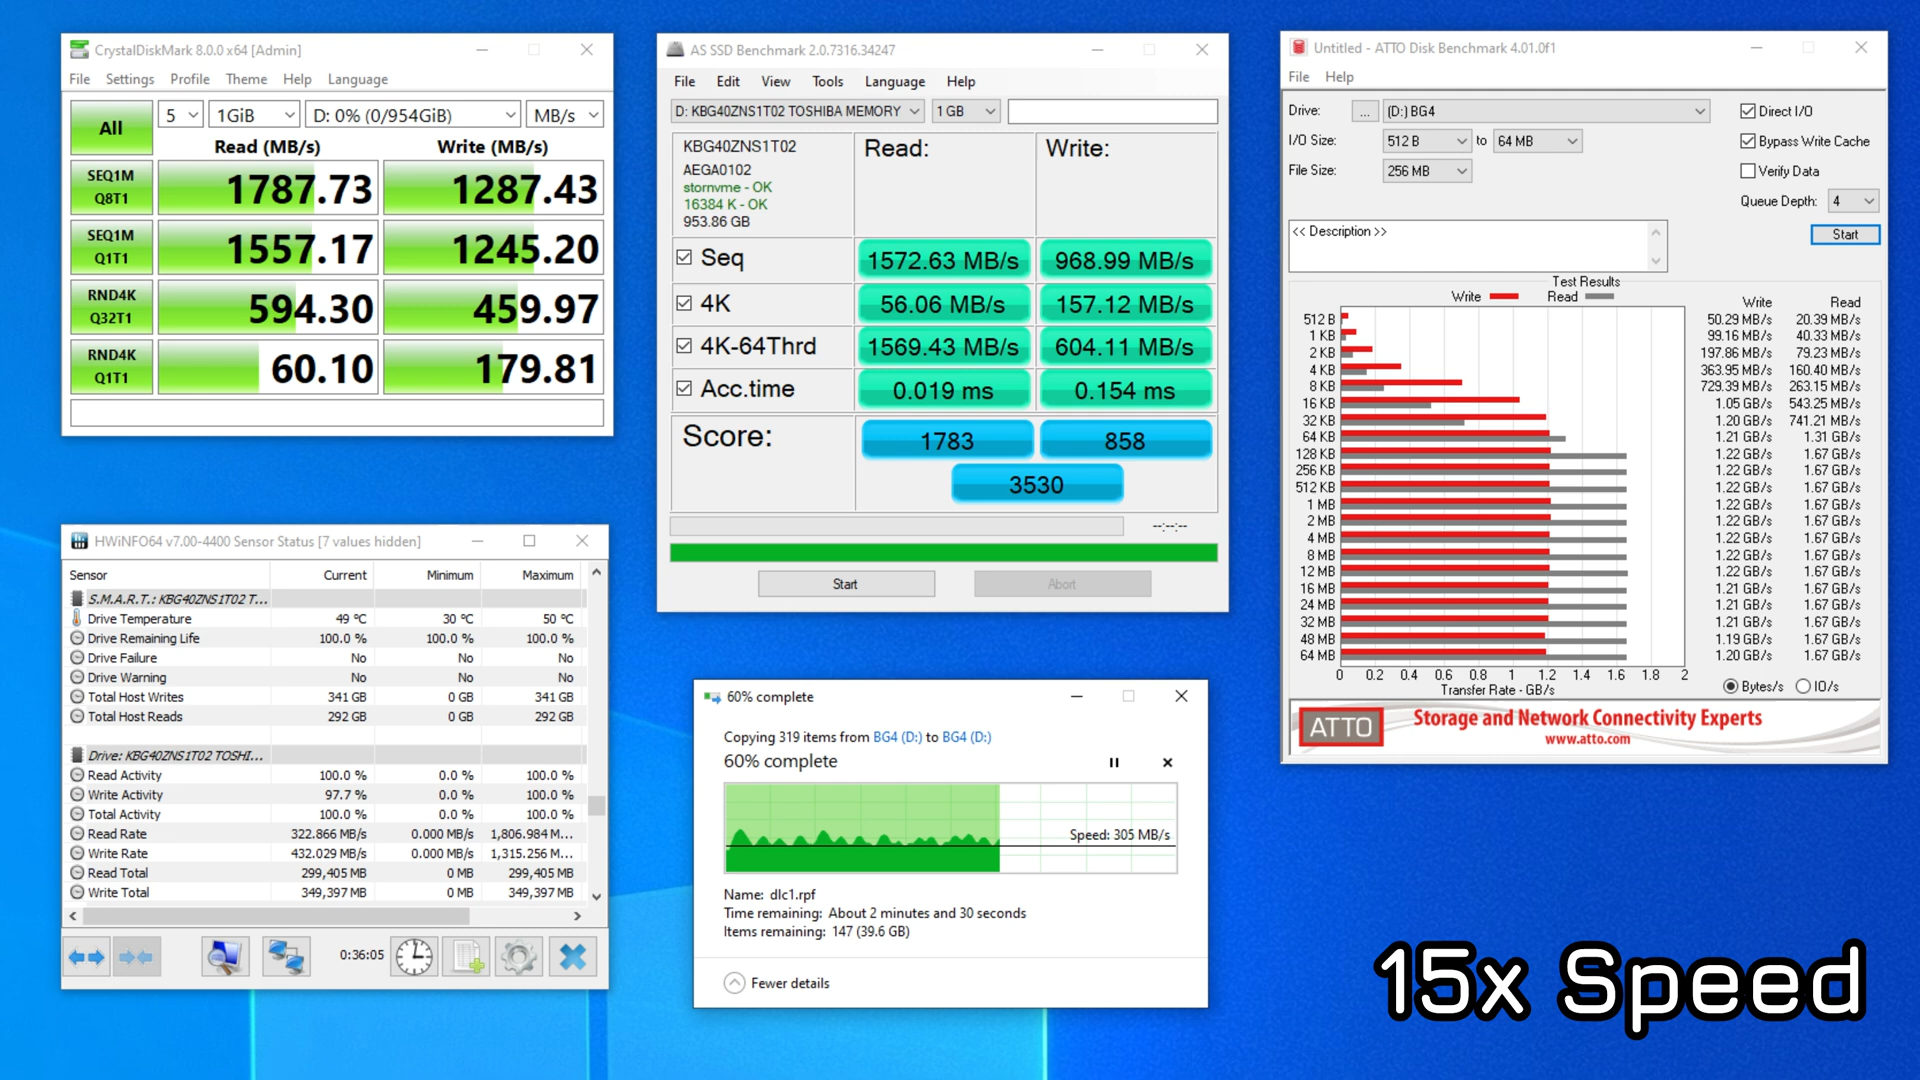 CrystalDiskMark 8.0.0 x64 [Admin]
File Settings Profile Theme Help Language
All 5 1GiB D: 0% (0/954GiB) MB/s
Read (MB/s) Write (MB/s)
SEQ1M Q8T1 1787.73 1287.43
SEQ1M Q1T1 1557.17 1245.20
RND4K Q32T1 594.30 459.97
RND4K Q1T1 60.10 179.81
AS SSD Benchmark 2.0.7316.34247
File Edit View Tools Language Help
D: KBG40ZNS1T02 TOSHIBA MEMORY 1 GB
KBG40ZNS1T02
AEGA0102
stornvme - OK
16384 K - OK
953.86 GB
Read: Write:
Seq 1572.63 MB/s 968.99 MB/s
4K 56.06 MB/s 157.12 MB/s
4K-64Thrd 1569.43 MB/s 604.11 MB/s
Acc.time 0.019 ms 0.154 ms
Score: 1783 858
3530
--:--:--
Start Abort
Untitled - ATTO Disk Benchmark 4.01.0f1
File Help
Drive: ... (D:) BG4 Direct I/O
I/O Size: 512 B to 64 MB Bypass Write Cache
File Size: 256 MB Verify Data
Queue Depth: 4
<< Description >> Start
Test Results
Write Read Write Read
512 B 50.29 MB/s 20.39 MB/s
1 KB 99.16 MB/s 40.33 MB/s
2 KB 197.86 MB/s 79.23 MB/s
4 KB 363.95 MB/s 160.40 MB/s
8 KB 729.39 MB/s 263.15 MB/s
16 KB 1.05 GB/s 543.25 MB/s
32 KB 1.20 GB/s 741.21 MB/s
64 KB 1.21 GB/s 1.31 GB/s
128 KB 1.22 GB/s 1.67 GB/s
256 KB 1.22 GB/s 1.67 GB/s
512 KB 1.22 GB/s 1.67 GB/s
1 MB 1.22 GB/s 1.67 GB/s
2 MB 1.22 GB/s 1.67 GB/s
4 MB 1.22 GB/s 1.67 GB/s
8 MB 1.22 GB/s 1.67 GB/s
12 MB 1.22 GB/s 1.67 GB/s
16 MB 1.21 GB/s 1.67 GB/s
24 MB 1.21 GB/s 1.67 GB/s
32 MB 1.21 GB/s 1.67 GB/s
48 MB 1.19 GB/s 1.67 GB/s
64 MB 1.20 GB/s 1.67 GB/s
0 0.2 0.4 0.6 0.8 1 1.2 1.4 1.6 1.8 2
Transfer Rate - GB/s
Bytes/s IO/s
ATTO Storage and Network Connectivity Experts
www.atto.com
HWiNFO64 v7.00-4400 Sensor Status [7 values hidden]
Sensor Current Minimum Maximum
S.M.A.R.T.: KBG40ZNS1T02 T...
Drive Temperature 49 °C 30 °C 50 °C
Drive Remaining Life 100.0 % 100.0 % 100.0 %
Drive Failure No No No
Drive Warning No No No
Total Host Writes 341 GB 0 GB 341 GB
Total Host Reads 292 GB 0 GB 292 GB
Drive: KBG40ZNS1T02 TOSHI...
Read Activity 100.0 % 0.0 % 100.0 %
Write Activity 97.7 % 0.0 % 100.0 %
Total Activity 100.0 % 0.0 % 100.0 %
Read Rate 322.866 MB/s 0.000 MB/s 1,806.984 M...
Write Rate 432.029 MB/s 0.000 MB/s 1,315.256 M...
Read Total 299,405 MB 0 MB 299,405 MB
Write Total 349,397 MB 0 MB 349,397 MB
0:36:05
60% complete
Copying 319 items from BG4 (D:) to BG4 (D:)
60% complete
Speed: 305 MB/s
Name: dlc1.rpf
Time remaining: About 2 minutes and 30 seconds
Items remaining: 147 (39.6 GB)
Fewer details
15x Speed